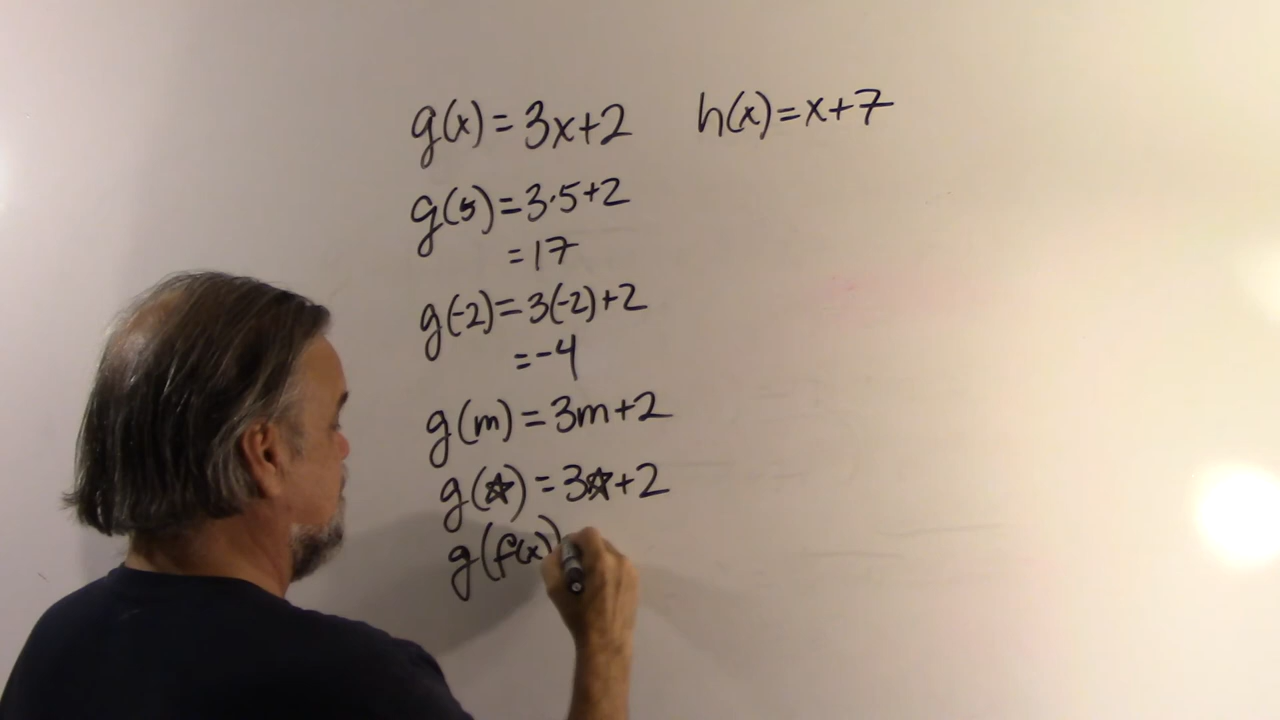 g(x) = 3x+2 h(x) = x+7
g(5) = 3·5+2
= 17
g(-2) = 3(-2)+2
= -4
g(m) = 3m+2
g(☆) = 3☆+2
g(f(x))